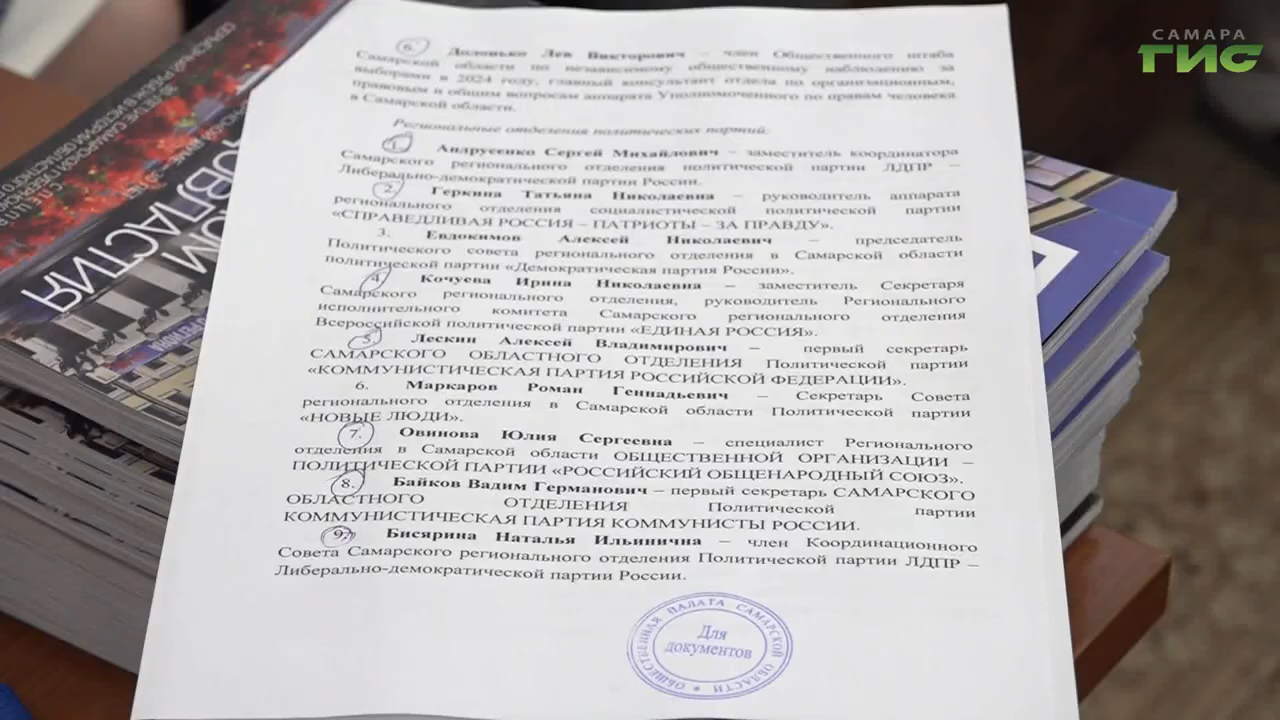 САМАРА
ГИС
6. Долонько Лев Викторович – член Общественного штаба
Самарской области по независимому общественному наблюдению за
выборами в 2024 году, главный консультант отдела по организационным,
правовым и общим вопросам аппарата Уполномоченного по правам человека
в Самарской области.
Региональные отделения политических партий:
1. Андрусенко Сергей Михайлович – заместитель координатора
Самарского регионального отделения политической партии ЛДПР –
Либерально-демократической партии России.
2. Геркина Татьяна Николаевна – руководитель аппарата
регионального отделения социалистической политической партии
«СПРАВЕДЛИВАЯ РОССИЯ – ПАТРИОТЫ – ЗА ПРАВДУ».
3. Евдокимов Алексей Николаевич – председатель
Политического совета регионального отделения в Самарской области
политической партии «Демократическая партия России».
4. Кочуева Ирина Николаевна – заместитель Секретаря
Самарского регионального отделения, руководитель Регионального
исполнительного комитета Самарского регионального отделения
Всероссийской политической партии «ЕДИНАЯ РОССИЯ».
5. Лескин Алексей Владимирович – первый секретарь
САМАРСКОГО ОБЛАСТНОГО ОТДЕЛЕНИЯ Политической партии
«КОММУНИСТИЧЕСКАЯ ПАРТИЯ РОССИЙСКОЙ ФЕДЕРАЦИИ».
6. Маркаров Роман Геннадьевич – Секретарь Совета
регионального отделения в Самарской области Политической партии
«НОВЫЕ ЛЮДИ».
7. Овинова Юлия Сергеевна – специалист Регионального
отделения в Самарской области ОБЩЕСТВЕННОЙ ОРГАНИЗАЦИИ –
ПОЛИТИЧЕСКОЙ ПАРТИИ «РОССИЙСКИЙ ОБЩЕНАРОДНЫЙ СОЮЗ».
8. Байков Вадим Германович – первый секретарь САМАРСКОГО
ОБЛАСТНОГО ОТДЕЛЕНИЯ Политической партии
КОММУНИСТИЧЕСКАЯ ПАРТИЯ КОММУНИСТЫ РОССИИ.
9. Бисярина Наталья Ильинична – член Координационного
Совета Самарского регионального отделения Политической партии ЛДПР –
Либерально-демократической партии России.
ОБЩЕСТВЕННАЯ ПАЛАТА САМАРСКОЙ ОБЛАСТИ
Для
документов